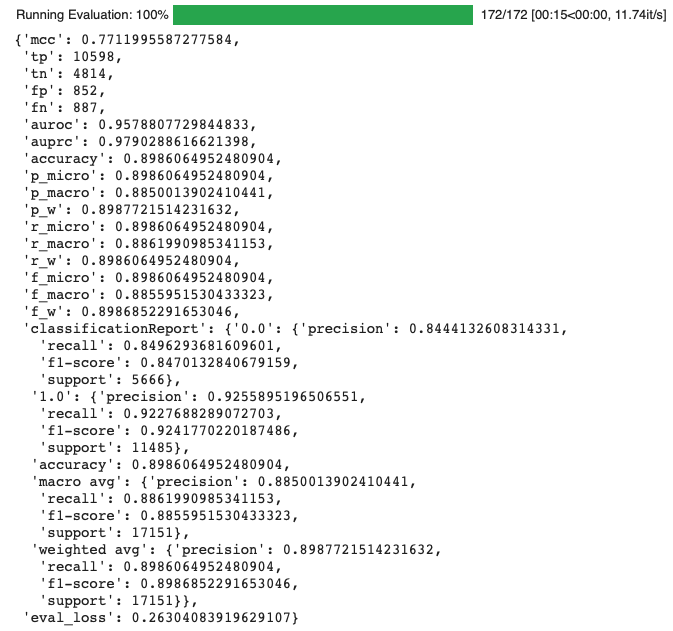 Running Evaluation: 100% 172/172 [00:15<00:00, 11.74it/s]
{'mcc': 0.7711995587277584,
'tp': 10598,
'tn': 4814,
'fp': 852,
'fn': 887,
'auroc': 0.9578807729844833,
'auprc': 0.9790288616621398,
'accuracy': 0.8986064952480904,
'p_micro': 0.8986064952480904,
'p_macro': 0.8850013902410441,
'p_w': 0.8987721514231632,
'r_micro': 0.8986064952480904,
'r_macro': 0.8861990985341153,
'r_w': 0.8986064952480904,
'f_micro': 0.8986064952480904,
'f_macro': 0.8855951530433323,
'f_w': 0.8986852291653046,
'classificationReport': {'0.0': {'precision': 0.8444132608314331,
'recall': 0.8496293681609601,
'f1-score': 0.8470132840679159,
'support': 5666},
'1.0': {'precision': 0.9255895196506551,
'recall': 0.9227688289072703,
'f1-score': 0.9241770220187486,
'support': 11485},
'accuracy': 0.8986064952480904,
'macro avg': {'precision': 0.8850013902410441,
'recall': 0.8861990985341153,
'f1-score': 0.8855951530433323,
'support': 17151},
'weighted avg': {'precision': 0.8987721514231632,
'recall': 0.8986064952480904,
'f1-score': 0.8986852291653046,
'support': 17151}},
'eval_loss': 0.26304083919629107}